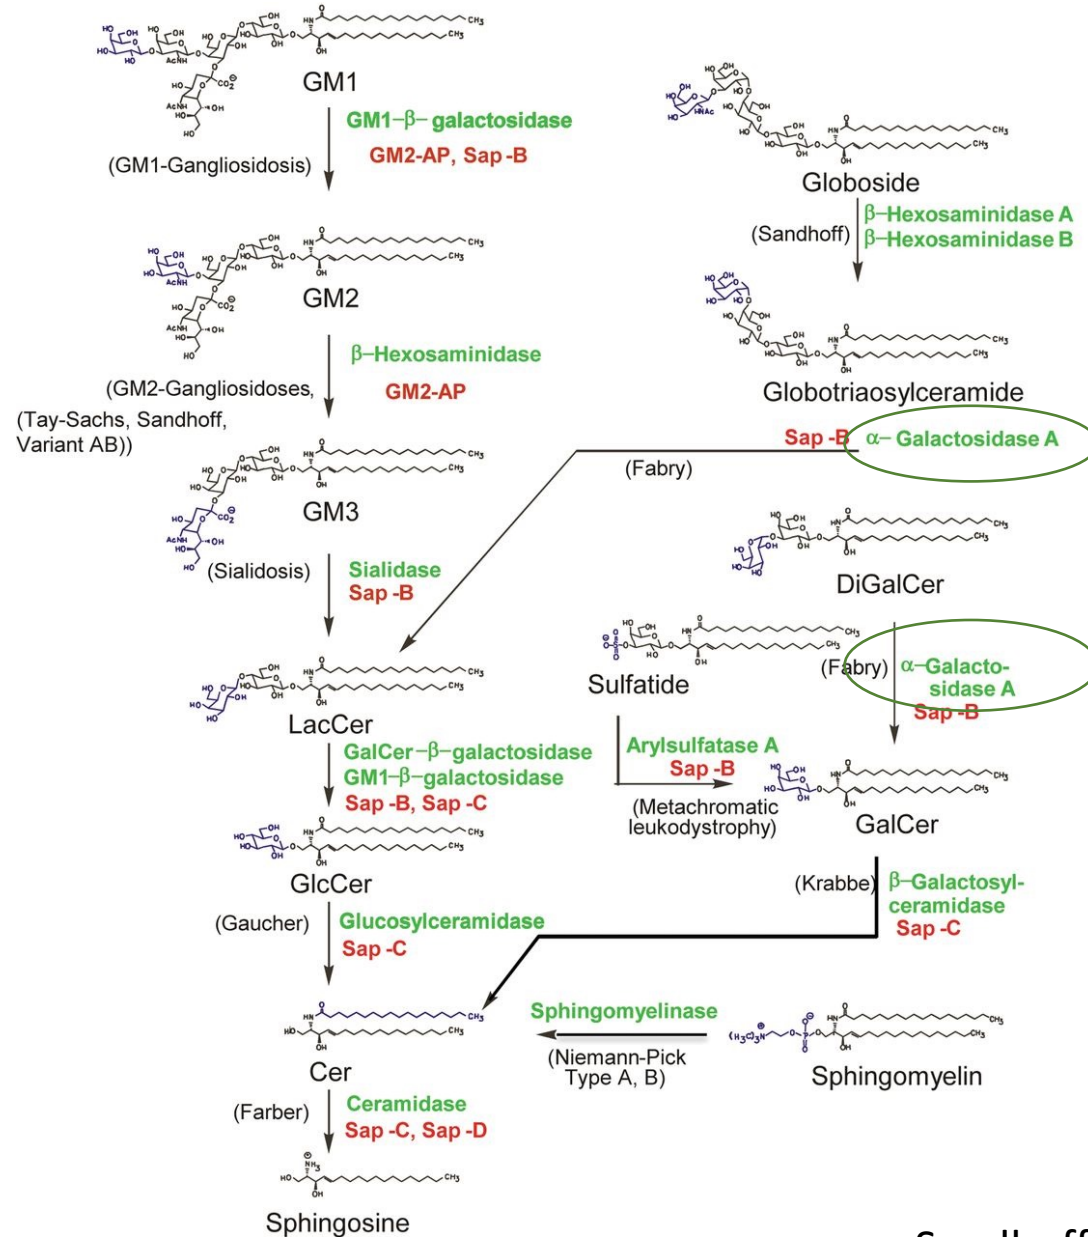 GM1
GM1–β– galactosidase
GM2-AP, Sap -B
(GM1-Gangliosidosis)
GM2
β–Hexosaminidase
GM2-AP
(GM2-Gangliosidoses,
(Tay-Sachs, Sandhoff,
Variant AB))
GM3
(Sialidosis)
Sialidase
Sap -B
LacCer
GalCer –β–galactosidase
GM1–β–galactosidase
Sap -B, Sap -C
GlcCer
(Gaucher)
Glucosylceramidase
Sap -C
Cer
(Farber)
Ceramidase
Sap -C, Sap -D
Sphingosine
Globoside
(Sandhoff)
β–Hexosaminidase A
β–Hexosaminidase B
Globotriaosylceramide
Sap -B
α– Galactosidase A
(Fabry)
DiGalCer
(Fabry)
α–Galacto-
sidase A
Sap -B
Sulfatide
Arylsulfatase A
Sap -B
(Metachromatic
leukodystrophy)
GalCer
(Krabbe)
β–Galactosyl-
ceramidase
Sap -C
Sphingomyelinase
(Niemann-Pick
Type A, B)
Sphingomyelin